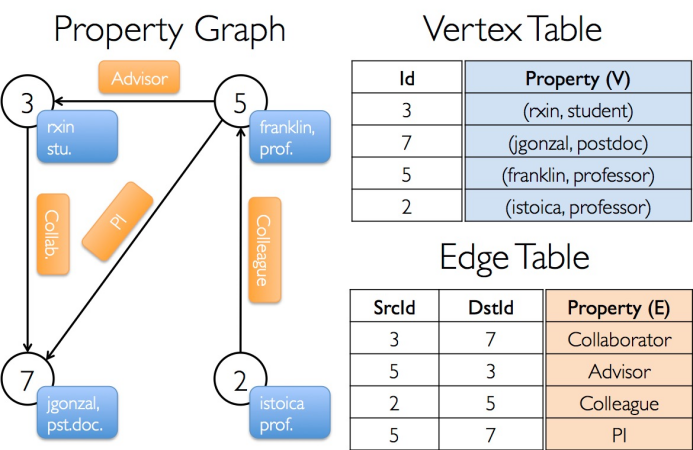 Property Graph
Advisor
3
5
rxin
stu.
franklin,
prof.
Collab.
PI
Colleague
7
2
jgonzal,
pst.doc.
istoica
prof.
Vertex Table
Id Property (V)
3 (rxin, student)
7 (jgonzal, postdoc)
5 (franklin, professor)
2 (istoica, professor)
Edge Table
SrcId DstId Property (E)
3 7 Collaborator
5 3 Advisor
2 5 Colleague
5 7 PI